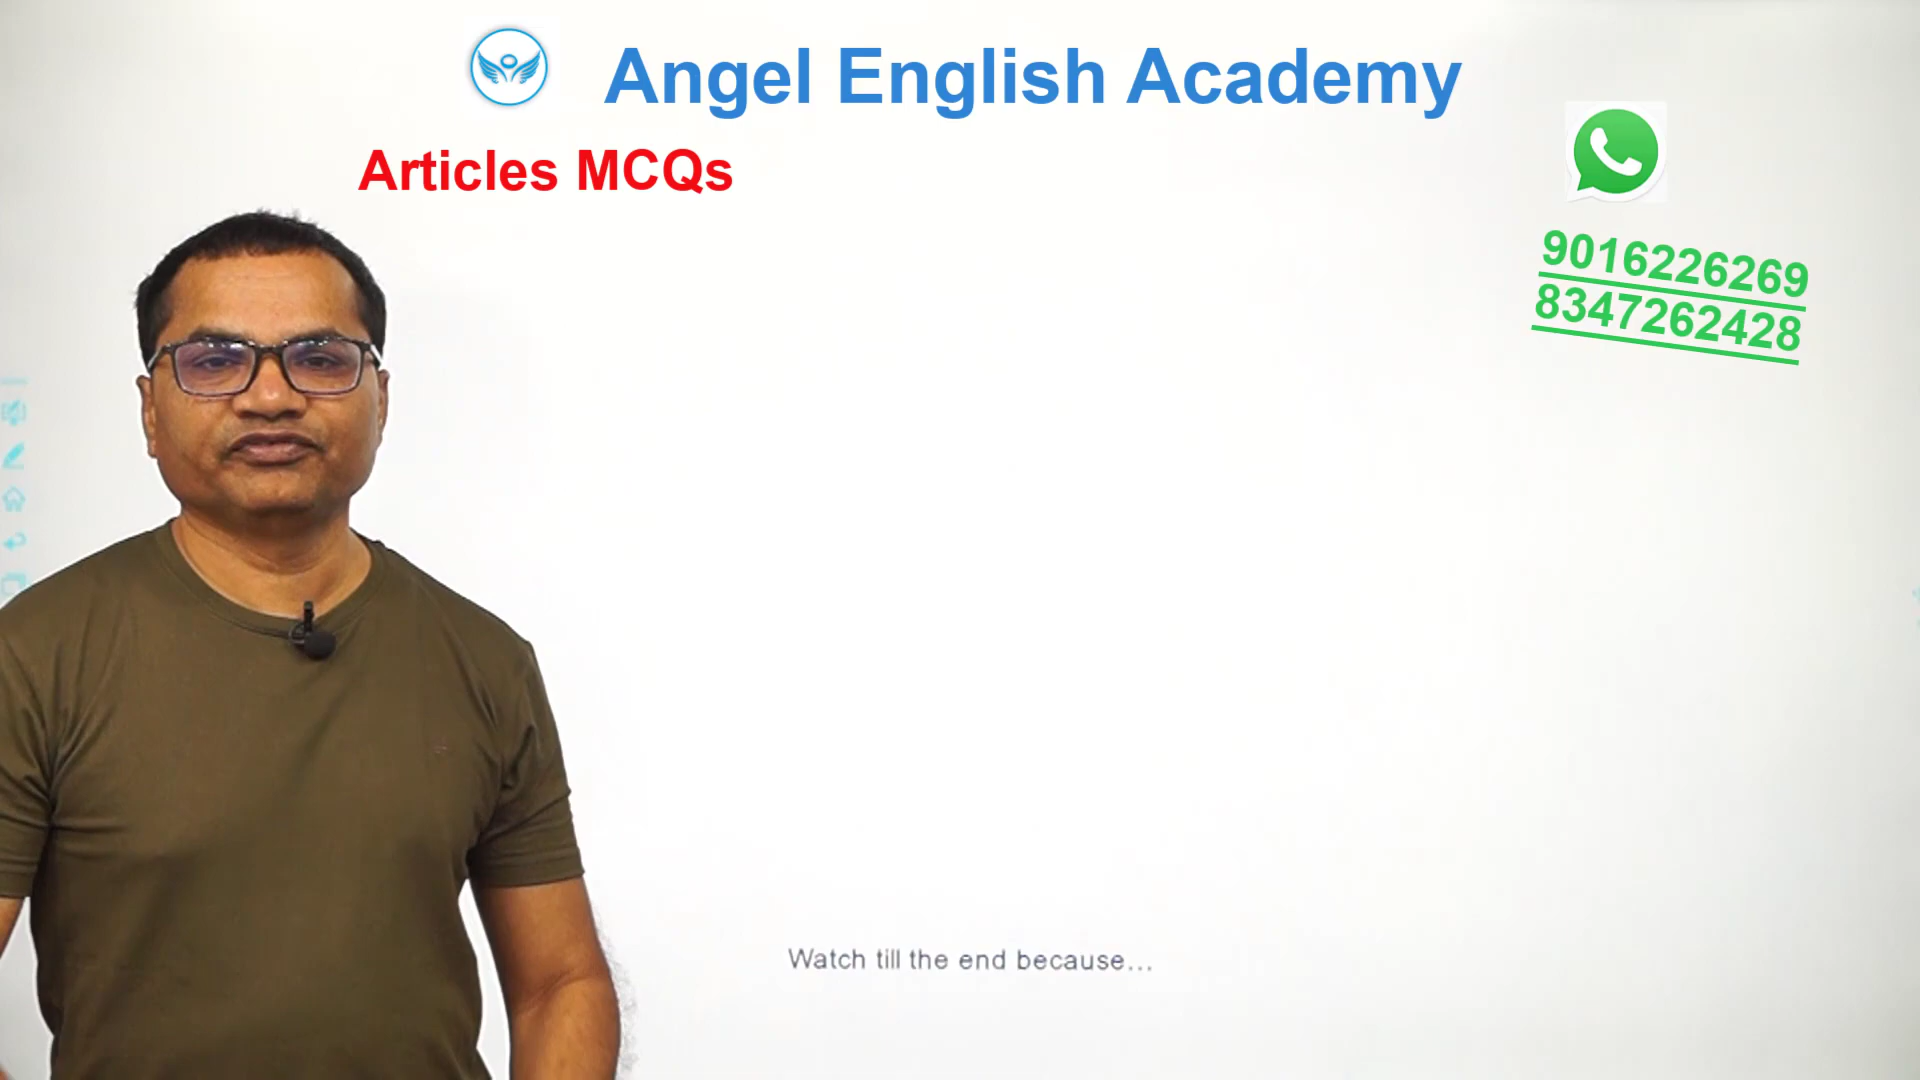 Angel English Academy
Articles MCQs
9016226269
8347262428
Watch till the end because...